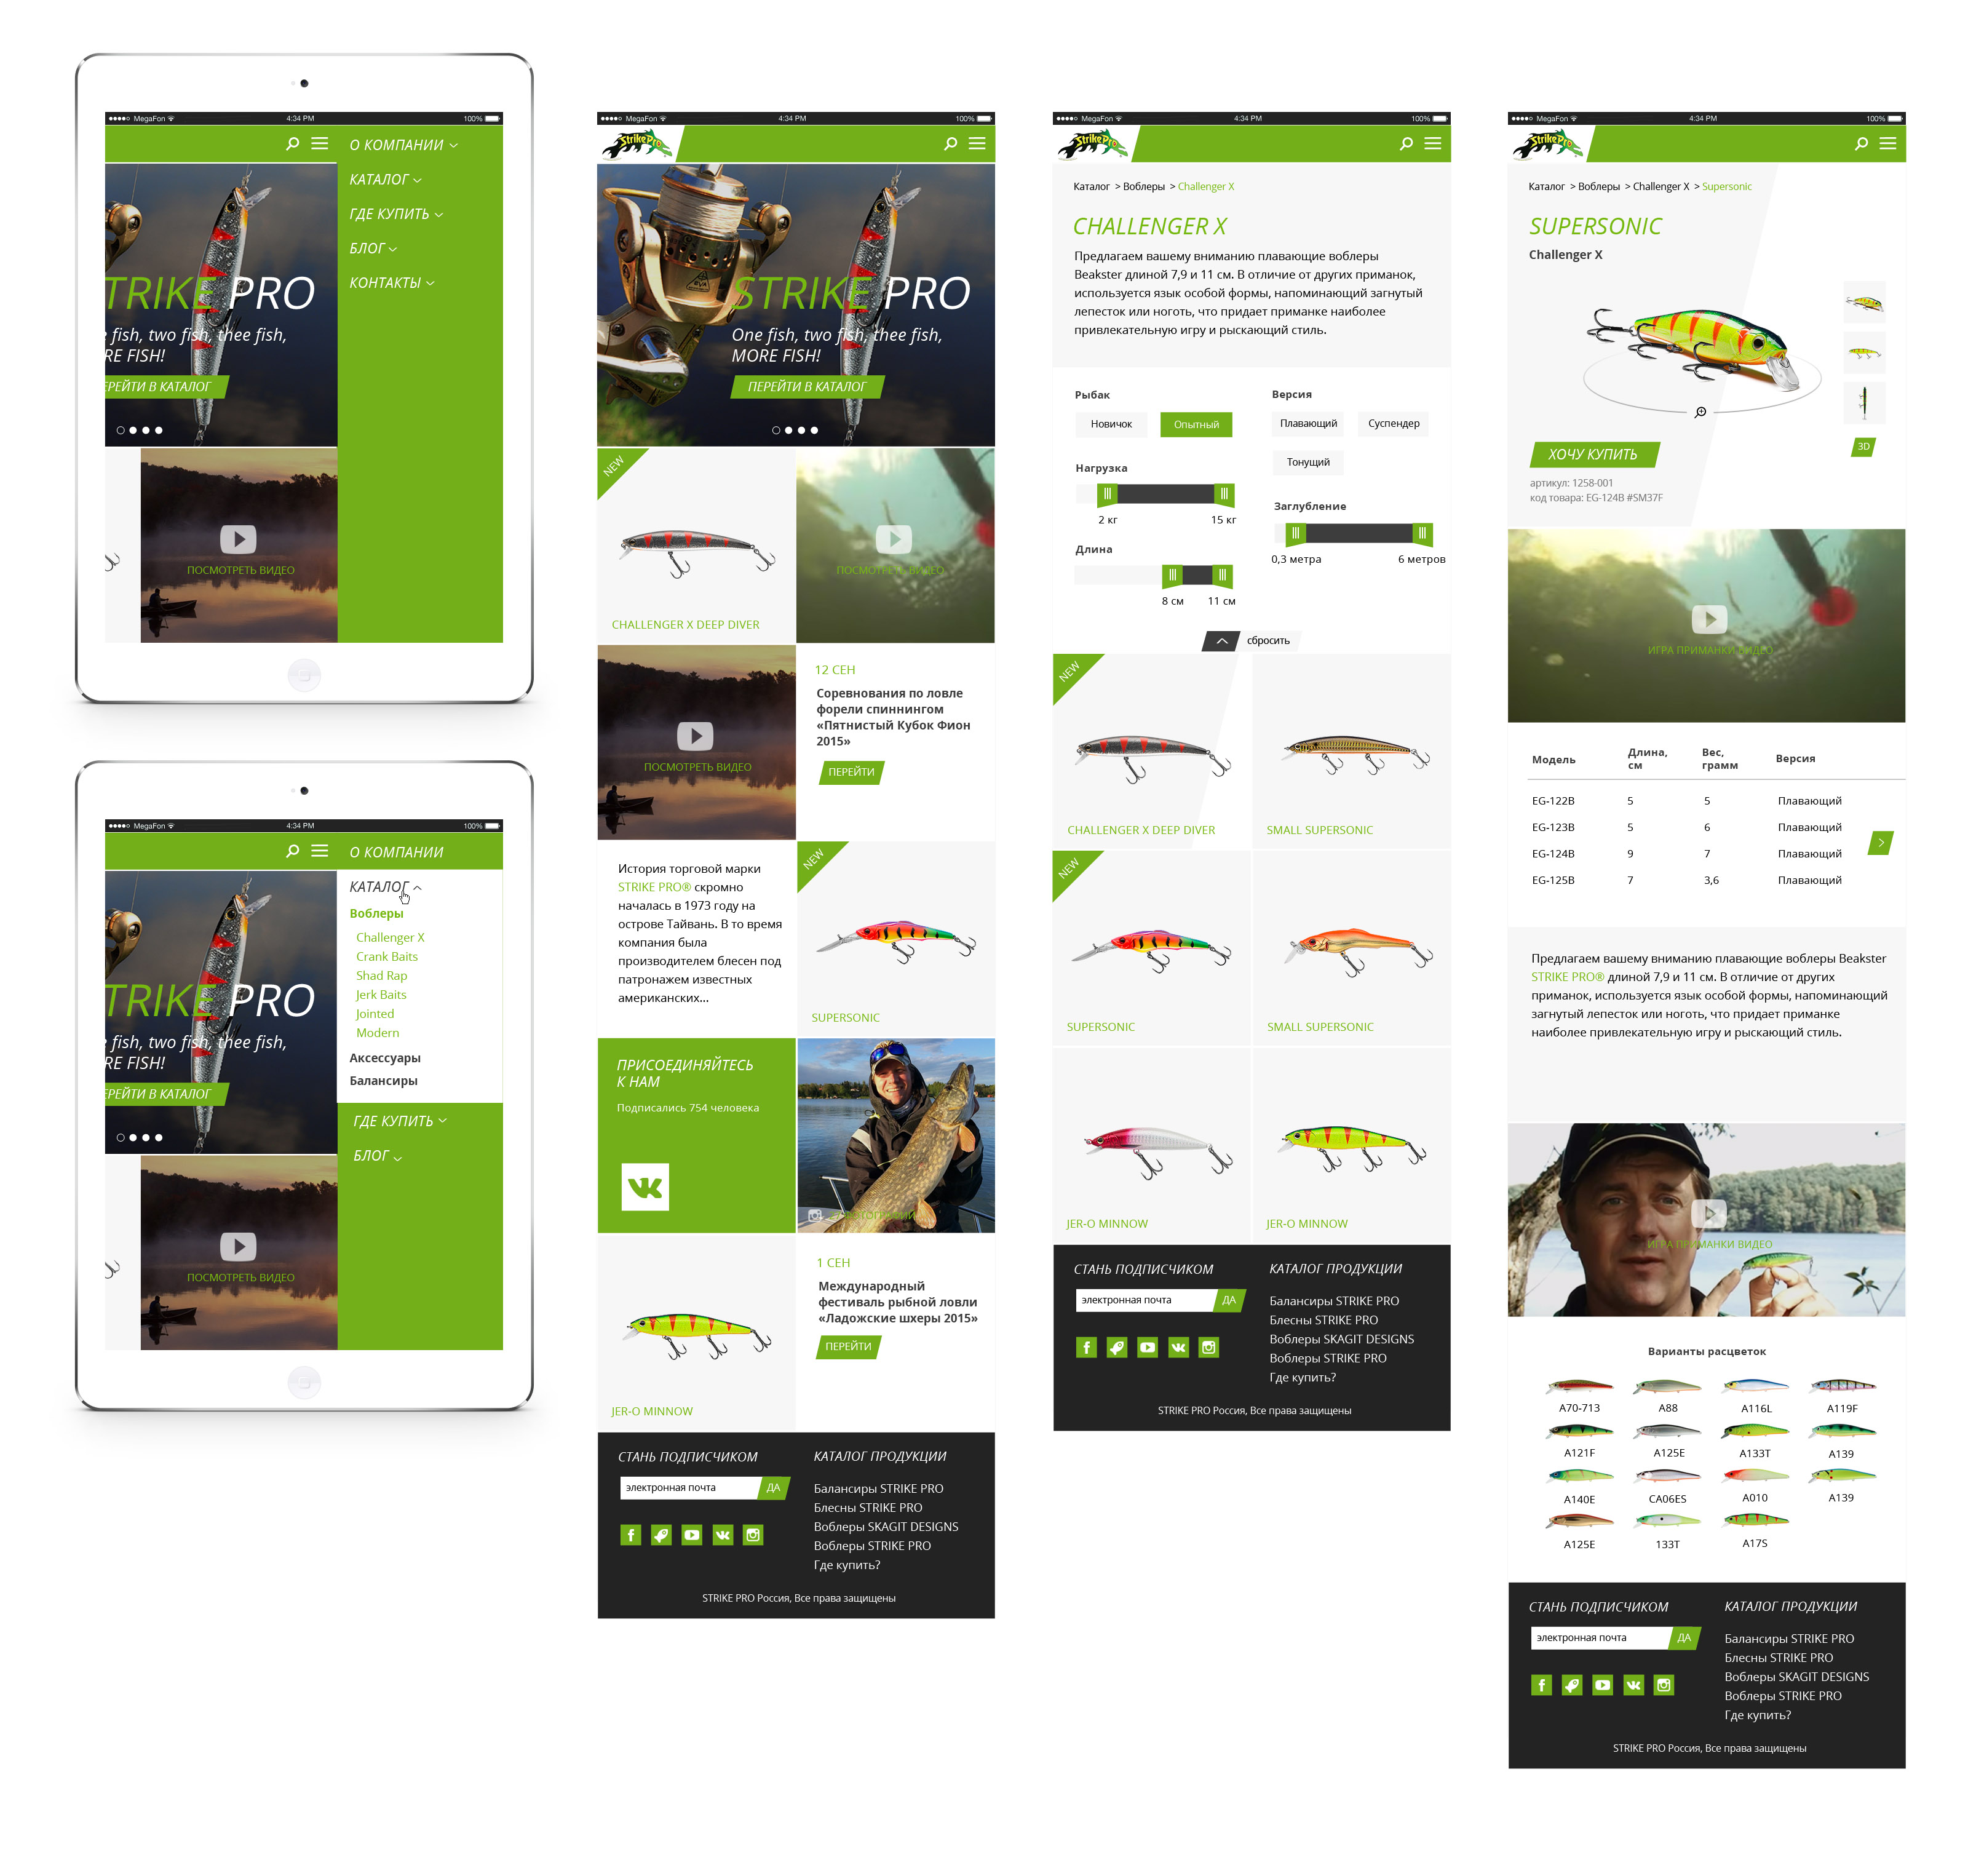 MegaFon 4:34 PM 100%
О КОМПАНИИ
КАТАЛОГ
ГДЕ КУПИТЬ
БЛОГ
КОНТАКТЫ
TRIKE PRO
fish, two fish, thee fish,
RE FISH!
ЕРЕЙТИ В КАТАЛОГ
ПОСМОТРЕТЬ ВИДЕО
MegaFon 4:34 PM 100%
О КОМПАНИИ
КАТАЛОГ
Воблеры
Challenger X
Crank Baits
Shad Rap
Jerk Baits
Jointed
Modern
Аксессуары
Балансиры
ГДЕ КУПИТЬ
БЛОГ
TRIKE PRO
fish, two fish, thee fish,
RE FISH!
ЕРЕЙТИ В КАТАЛОГ
ПОСМОТРЕТЬ ВИДЕО
MegaFon 4:34 PM 100%
Strike Pro
STRIKE PRO
One fish, two fish, thee fish,
MORE FISH!
ПЕРЕЙТИ В КАТАЛОГ
NEW
CHALLENGER X DEEP DIVER
ПОСМОТРЕТЬ ВИДЕО
ПОСМОТРЕТЬ ВИДЕО
12 СЕН
Соревнования по ловле
форели спиннингом
«Пятнистый Кубок Фион
2015»
ПЕРЕЙТИ
История торговой марки
STRIKE PRO® скромно
началась в 1973 году на
острове Тайвань. В то время
компания была
производителем блесен под
патронажем известных
американских...
NEW
SUPERSONIC
ПРИСОЕДИНЯЙТЕСЬ
К НАМ
Подписались 754 человека
JER-O MINNOW
1 СЕН
Международный
фестиваль рыбной ловли
«Ладожские шхеры 2015»
ПЕРЕЙТИ
СТАНЬ ПОДПИСЧИКОМ
электронная почта ДА
КАТАЛОГ ПРОДУКЦИИ
Балансиры STRIKE PRO
Блесны STRIKE PRO
Воблеры SKAGIT DESIGNS
Воблеры STRIKE PRO
Где купить?
STRIKE PRO Россия, Все права защищены
MegaFon 4:34 PM 100%
Strike Pro
Каталог > Воблеры > Challenger X
CHALLENGER X
Предлагаем вашему вниманию плавающие воблеры
Beakster длиной 7,9 и 11 см. В отличие от других приманок,
используется язык особой формы, напоминающий загнутый
лепесток или ноготь, что придает приманке наиболее
привлекательную игру и рыскающий стиль.
Рыбак
Новичок Опытный
Нагрузка
2 кг 15 кг
Длина
8 см 11 см
Версия
Плавающий Суспендер
Тонущий
Заглубление
0,3 метра 6 метров
сбросить
NEW
CHALLENGER X DEEP DIVER
SMALL SUPERSONIC
NEW
SUPERSONIC
SMALL SUPERSONIC
JER-O MINNOW
JER-O MINNOW
СТАНЬ ПОДПИСЧИКОМ
электронная почта ДА
КАТАЛОГ ПРОДУКЦИИ
Балансиры STRIKE PRO
Блесны STRIKE PRO
Воблеры SKAGIT DESIGNS
Воблеры STRIKE PRO
Где купить?
STRIKE PRO Россия, Все права защищены
MegaFon 4:34 PM 100%
Strike Pro
Каталог > Воблеры > Challenger X > Supersonic
SUPERSONIC
Challenger X
3D
ХОЧУ КУПИТЬ
артикул: 1258-001
код товара: EG-124B #SM37F
ИГРА ПРИМАНКИ ВИДЕО
Модель Длина, см Вес, грамм Версия
EG-122B 5 5 Плавающий
EG-123B 5 6 Плавающий
EG-124B 9 7 Плавающий
EG-125B 7 3,6 Плавающий
Предлагаем вашему вниманию плавающие воблеры Beakster
STRIKE PRO® длиной 7,9 и 11 см. В отличие от других
приманок, используется язык особой формы, напоминающий
загнутый лепесток или ноготь, что придает приманке
наиболее привлекательную игру и рыскающий стиль.
ИГРА ПРИМАНКИ ВИДЕО
Варианты расцветок
A70-713 A88 A116L A119F
A121F A125E A133T A139
A140E CA06ES A010 A139
A125E 133T A17S
СТАНЬ ПОДПИСЧИКОМ
электронная почта ДА
КАТАЛОГ ПРОДУКЦИИ
Балансиры STRIKE PRO
Блесны STRIKE PRO
Воблеры SKAGIT DESIGNS
Воблеры STRIKE PRO
Где купить?
STRIKE PRO Россия, Все права защищены